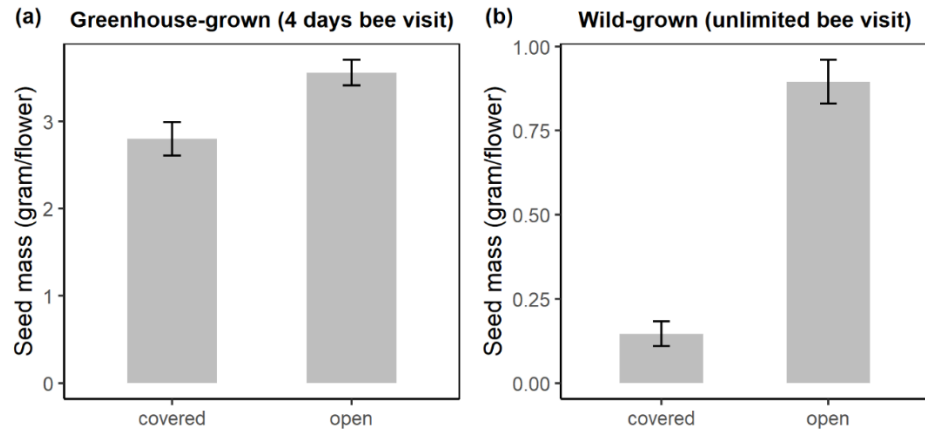 (a) Greenhouse-grown (4 days bee visit)
Seed mass (gram/flower)
3
2
1
0
covered open
(b) Wild-grown (unlimited bee visit)
Seed mass (gram/flower)
1.00
0.75
0.50
0.25
0.00
covered open